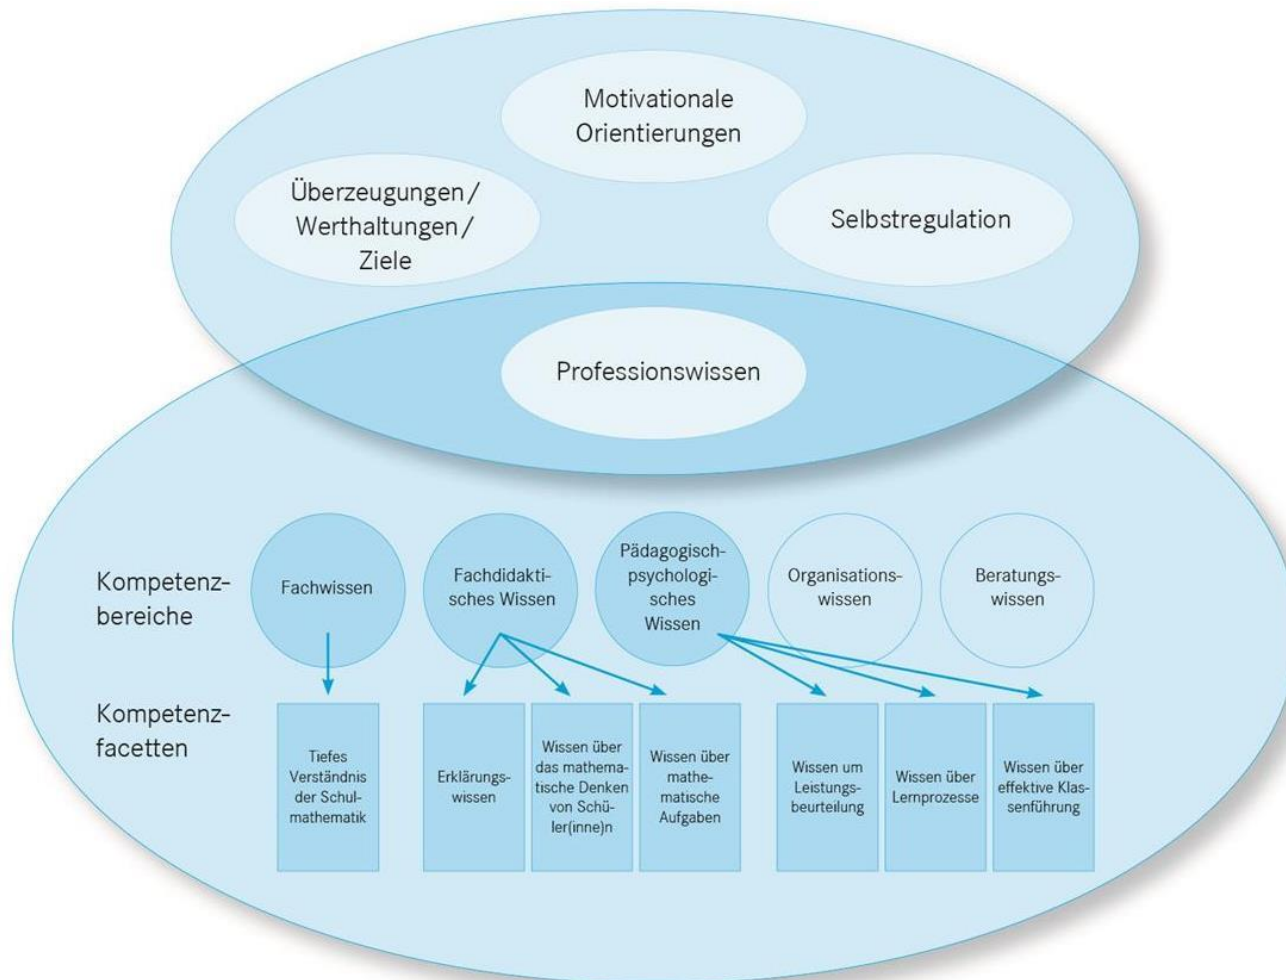 Motivationale
Orientierungen
Überzeugungen /
Werthaltungen /
Ziele
Selbstregulation
Professionswissen
Kompetenz-
bereiche
Fachwissen
Fachdidakti-
sches Wissen
Pädagogisch-
psychologi-
sches
Wissen
Organisations-
wissen
Beratungs-
wissen
Kompetenz-
facetten
Tiefes
Verständnis
der Schul-
mathematik
Erklärungs-
wissen
Wissen über
das mathema-
tische Denken
von Schü-
ler(inne)n
Wissen über
mathe-
matische
Aufgaben
Wissen um
Leistungs-
beurteilung
Wissen über
Lernprozesse
Wissen über
effektive Klas-
senführung